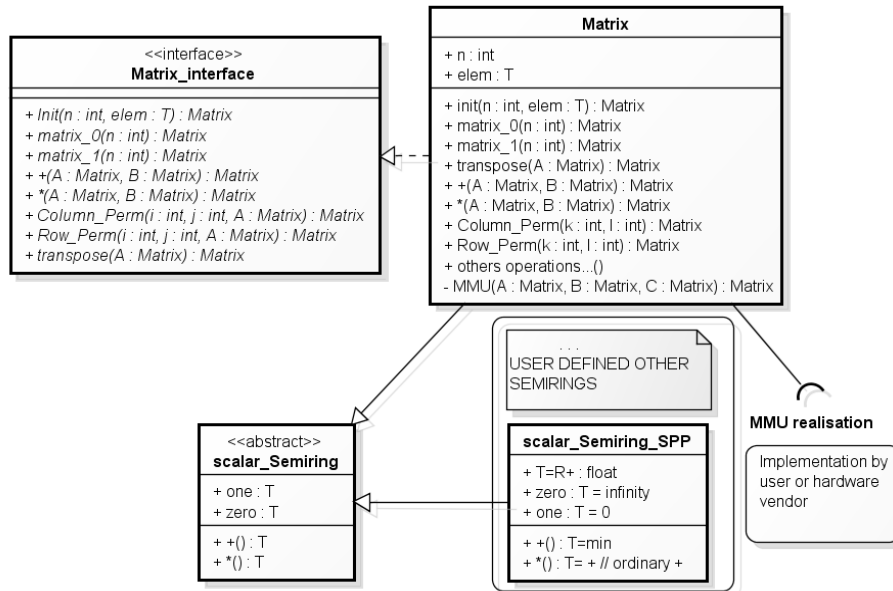 <<interface>>
Matrix_interface
+ Init(n : int, elem : T) : Matrix
+ matrix_0(n : int) : Matrix
+ matrix_1(n : int) : Matrix
+ +(A : Matrix, B : Matrix) : Matrix
+ *(A : Matrix, B : Matrix) : Matrix
+ Column_Perm(i : int, j : int, A : Matrix) : Matrix
+ Row_Perm(i : int, j : int, A : Matrix) : Matrix
+ transpose(A : Matrix) : Matrix
Matrix
+ n : int
+ elem : T
+ init(n : int, elem : T) : Matrix
+ matrix_0(n : int) : Matrix
+ matrix_1(n : int) : Matrix
+ transpose(A : Matrix) : Matrix
+ +(A : Matrix, B : Matrix) : Matrix
+ *(A : Matrix, B : Matrix) : Matrix
+ Column_Perm(k : int, l : int) : Matrix
+ Row_Perm(k : int, l : int) : Matrix
+ others operations...()
- MMU(A : Matrix, B : Matrix, C : Matrix) : Matrix
. . .
USER DEFINED OTHER
SEMIRINGS
<<abstract>>
scalar_Semiring
+ one : T
+ zero : T
+ +() : T
+ *() : T
scalar_Semiring_SPP
+ T=R+ : float
+ zero : T = infinity
+ one : T = 0
+ +() : T=min
+ *() : T= + // ordinary +
MMU realisation
Implementation by
user or hardware
vendor